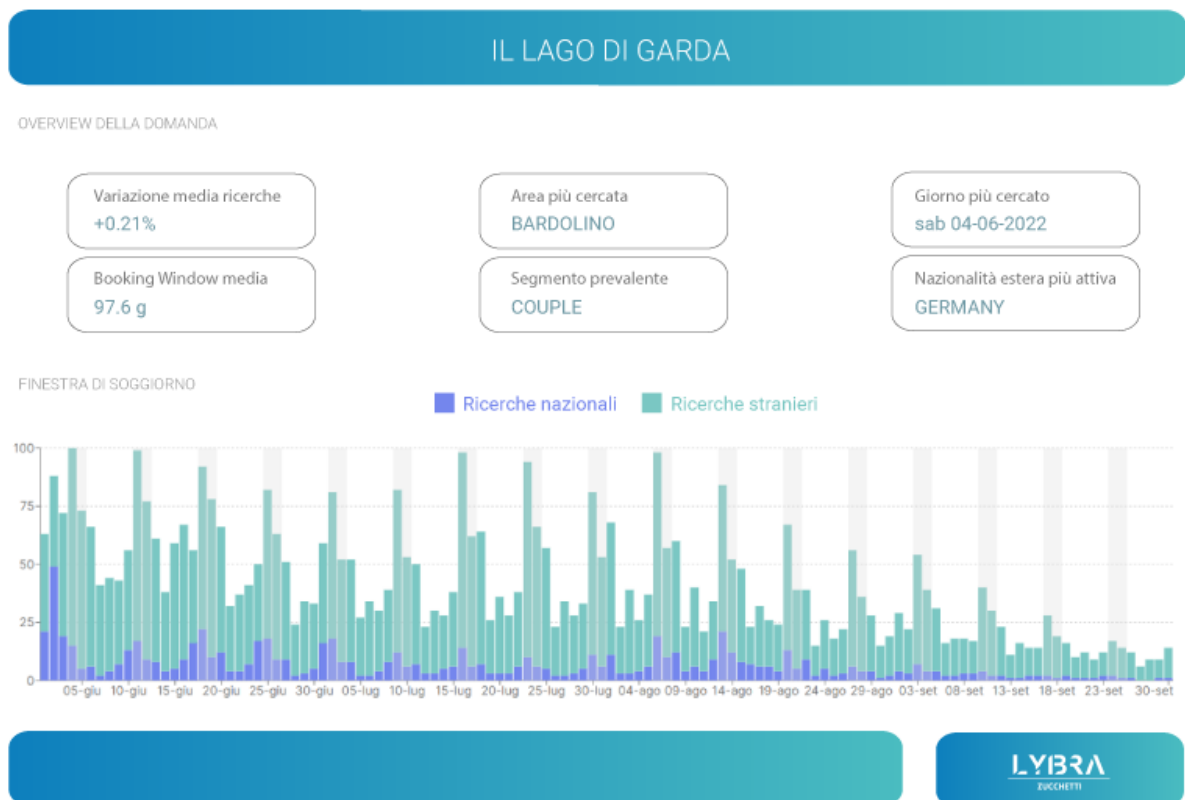 IL LAGO DI GARDA
OVERVIEW DELLA DOMANDA
Variazione media ricerche
+0.21%
Area più cercata
BARDOLINO
Giorno più cercato
sab 04-06-2022
Booking Window media
97.6 g
Segmento prevalente
COUPLE
Nazionalità estera più attiva
GERMANY
FINESTRA DI SOGGIORNO
Ricerche nazionali Ricerche stranieri
100
75
50
25
0
05-giu 10-giu 15-giu 20-giu 25-giu 30-giu 05-lug 10-lug 15-lug 20-lug 25-lug 30-lug 04-ago 09-ago 14-ago 19-ago 24-ago 29-ago 03-set 08-set 13-set 18-set 23-set 30-set
LYBRA
ZUCCHETTI